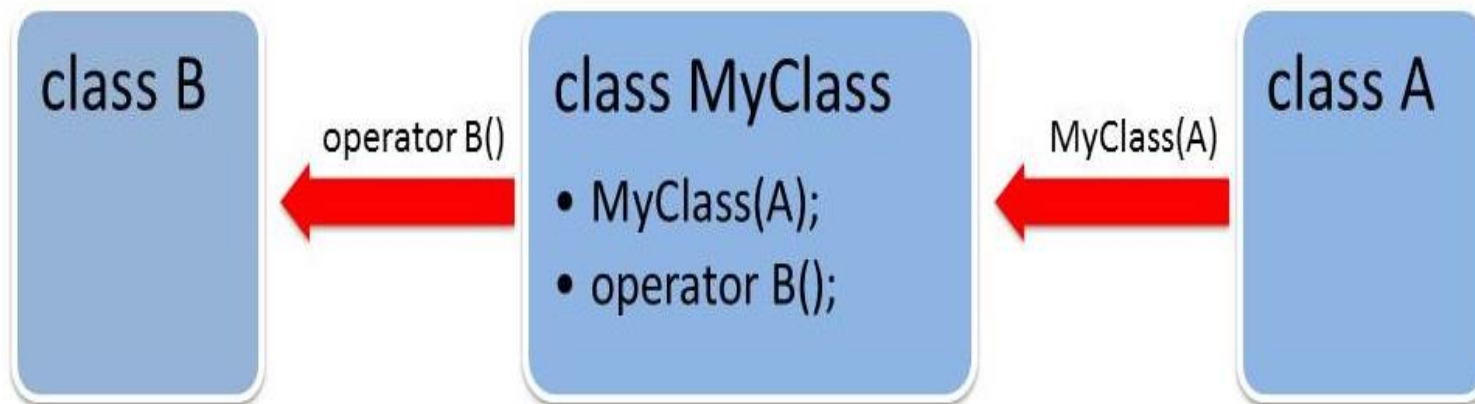 class B
operator B()
class MyClass
• MyClass(A);
• operator B();
MyClass(A)
class A